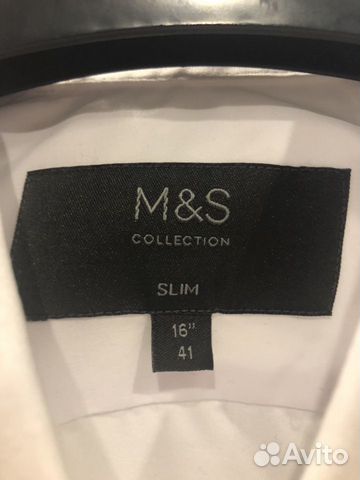 M&S
COLLECTION
SLIM
16"
41
Avito